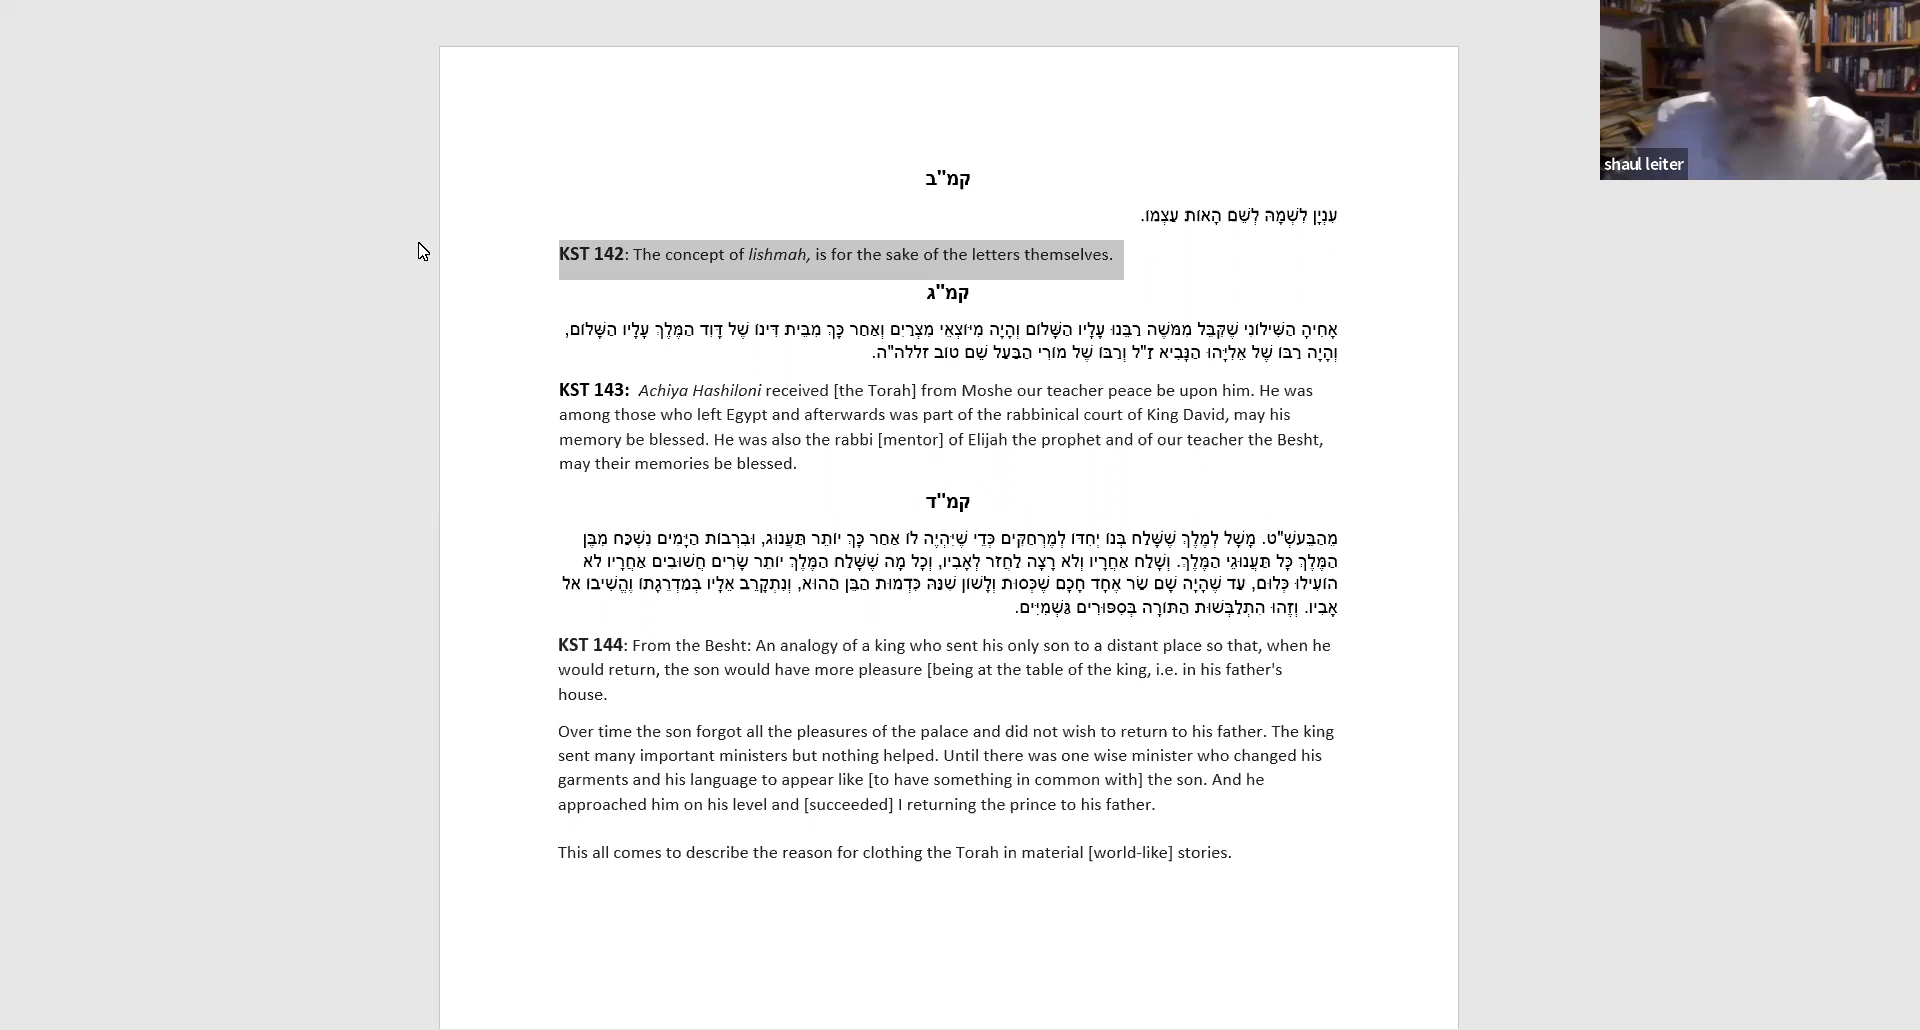 shaul leiter
קמ"ב
עִנְיָן לִשְׁמָהּ לְשֵׁם הָאוֹת עַצְמוֹ.
KST 142: The concept of lishmah, is for the sake of the letters themselves.
קמ"ג
אֲחִיָּה הַשִּׁילוֹנִי שֶׁקִּבֵּל מִמֹּשֶׁה רַבֵּנוּ עָלָיו הַשָּׁלוֹם וְהָיָה מִיּוֹצְאֵי מִצְרַיִם וְאַחַר כָּךְ מִבֵּית דִּינוֹ שֶׁל דָּוִד הַמֶּלֶךְ עָלָיו הַשָּׁלוֹם,
וְהָיָה רַבּוֹ שֶׁל אֵלִיָּהוּ הַנָּבִיא ז"ל וְרַבּוֹ שֶׁל מוֹרִי הַבַּעַל שֵׁם טוֹב זללה"ה.
KST 143: Achiya Hashiloni received [the Torah] from Moshe our teacher peace be upon him. He was
among those who left Egypt and afterwards was part of the rabbinical court of King David, may his
memory be blessed. He was also the rabbi [mentor] of Elijah the prophet and of our teacher the Besht,
may their memories be blessed.
קמ"ד
מֵהַבֵּעשְׁ"ט. מָשָׁל לְמֶלֶךְ שֶׁשָּׁלַח בְּנוֹ יְחִדּוֹ לְמֶרְחַקִּים כְּדֵי שֶׁיִּהְיֶה לוֹ אַחַר כָּךְ יוֹתֵר תַּעֲנוּג, וּבִרְבוֹת הַיָּמִים נִשְׁכַּח מִבֶּן
הַמֶּלֶךְ כָּל תַּעֲנוּגֵי הַמֶּלֶךְ. וְשָׁלַח אַחֲרָיו וְלֹא רָצָה לַחֲזֹר לְאָבִיו, וְכָל מָה שֶׁשָּׁלַח הַמֶּלֶךְ יוֹתֵר שָׂרִים חֲשׁוּבִים אַחֲרָיו לֹא
הוֹעִילוּ כְּלוּם, עַד שֶׁהָיָה שָׁם שַׂר אֶחָד חָכָם שֶׁכְּסוּת וְלָשׁוֹן שִׁנָּהּ כִּדְמוּת הַבֵּן הַהוּא, וְנִתְקָרֵב אֵלָיו בְּמַדְרֵגָתוֹ וֶהֱשִׁיבוֹ אֶל
אָבִיו. וְזֶהוּ הִתְלַבְּשׁוּת הַתּוֹרָה בְּסִפּוּרִים גַּשְׁמִיִּים.
KST 144: From the Besht: An analogy of a king who sent his only son to a distant place so that, when he
would return, the son would have more pleasure [being at the table of the king, i.e. in his father's
house.
Over time the son forgot all the pleasures of the palace and did not wish to return to his father. The king
sent many important ministers but nothing helped. Until there was one wise minister who changed his
garments and his language to appear like [to have something in common with] the son. And he
approached him on his level and [succeeded] I returning the prince to his father.
This all comes to describe the reason for clothing the Torah in material [world-like] stories.